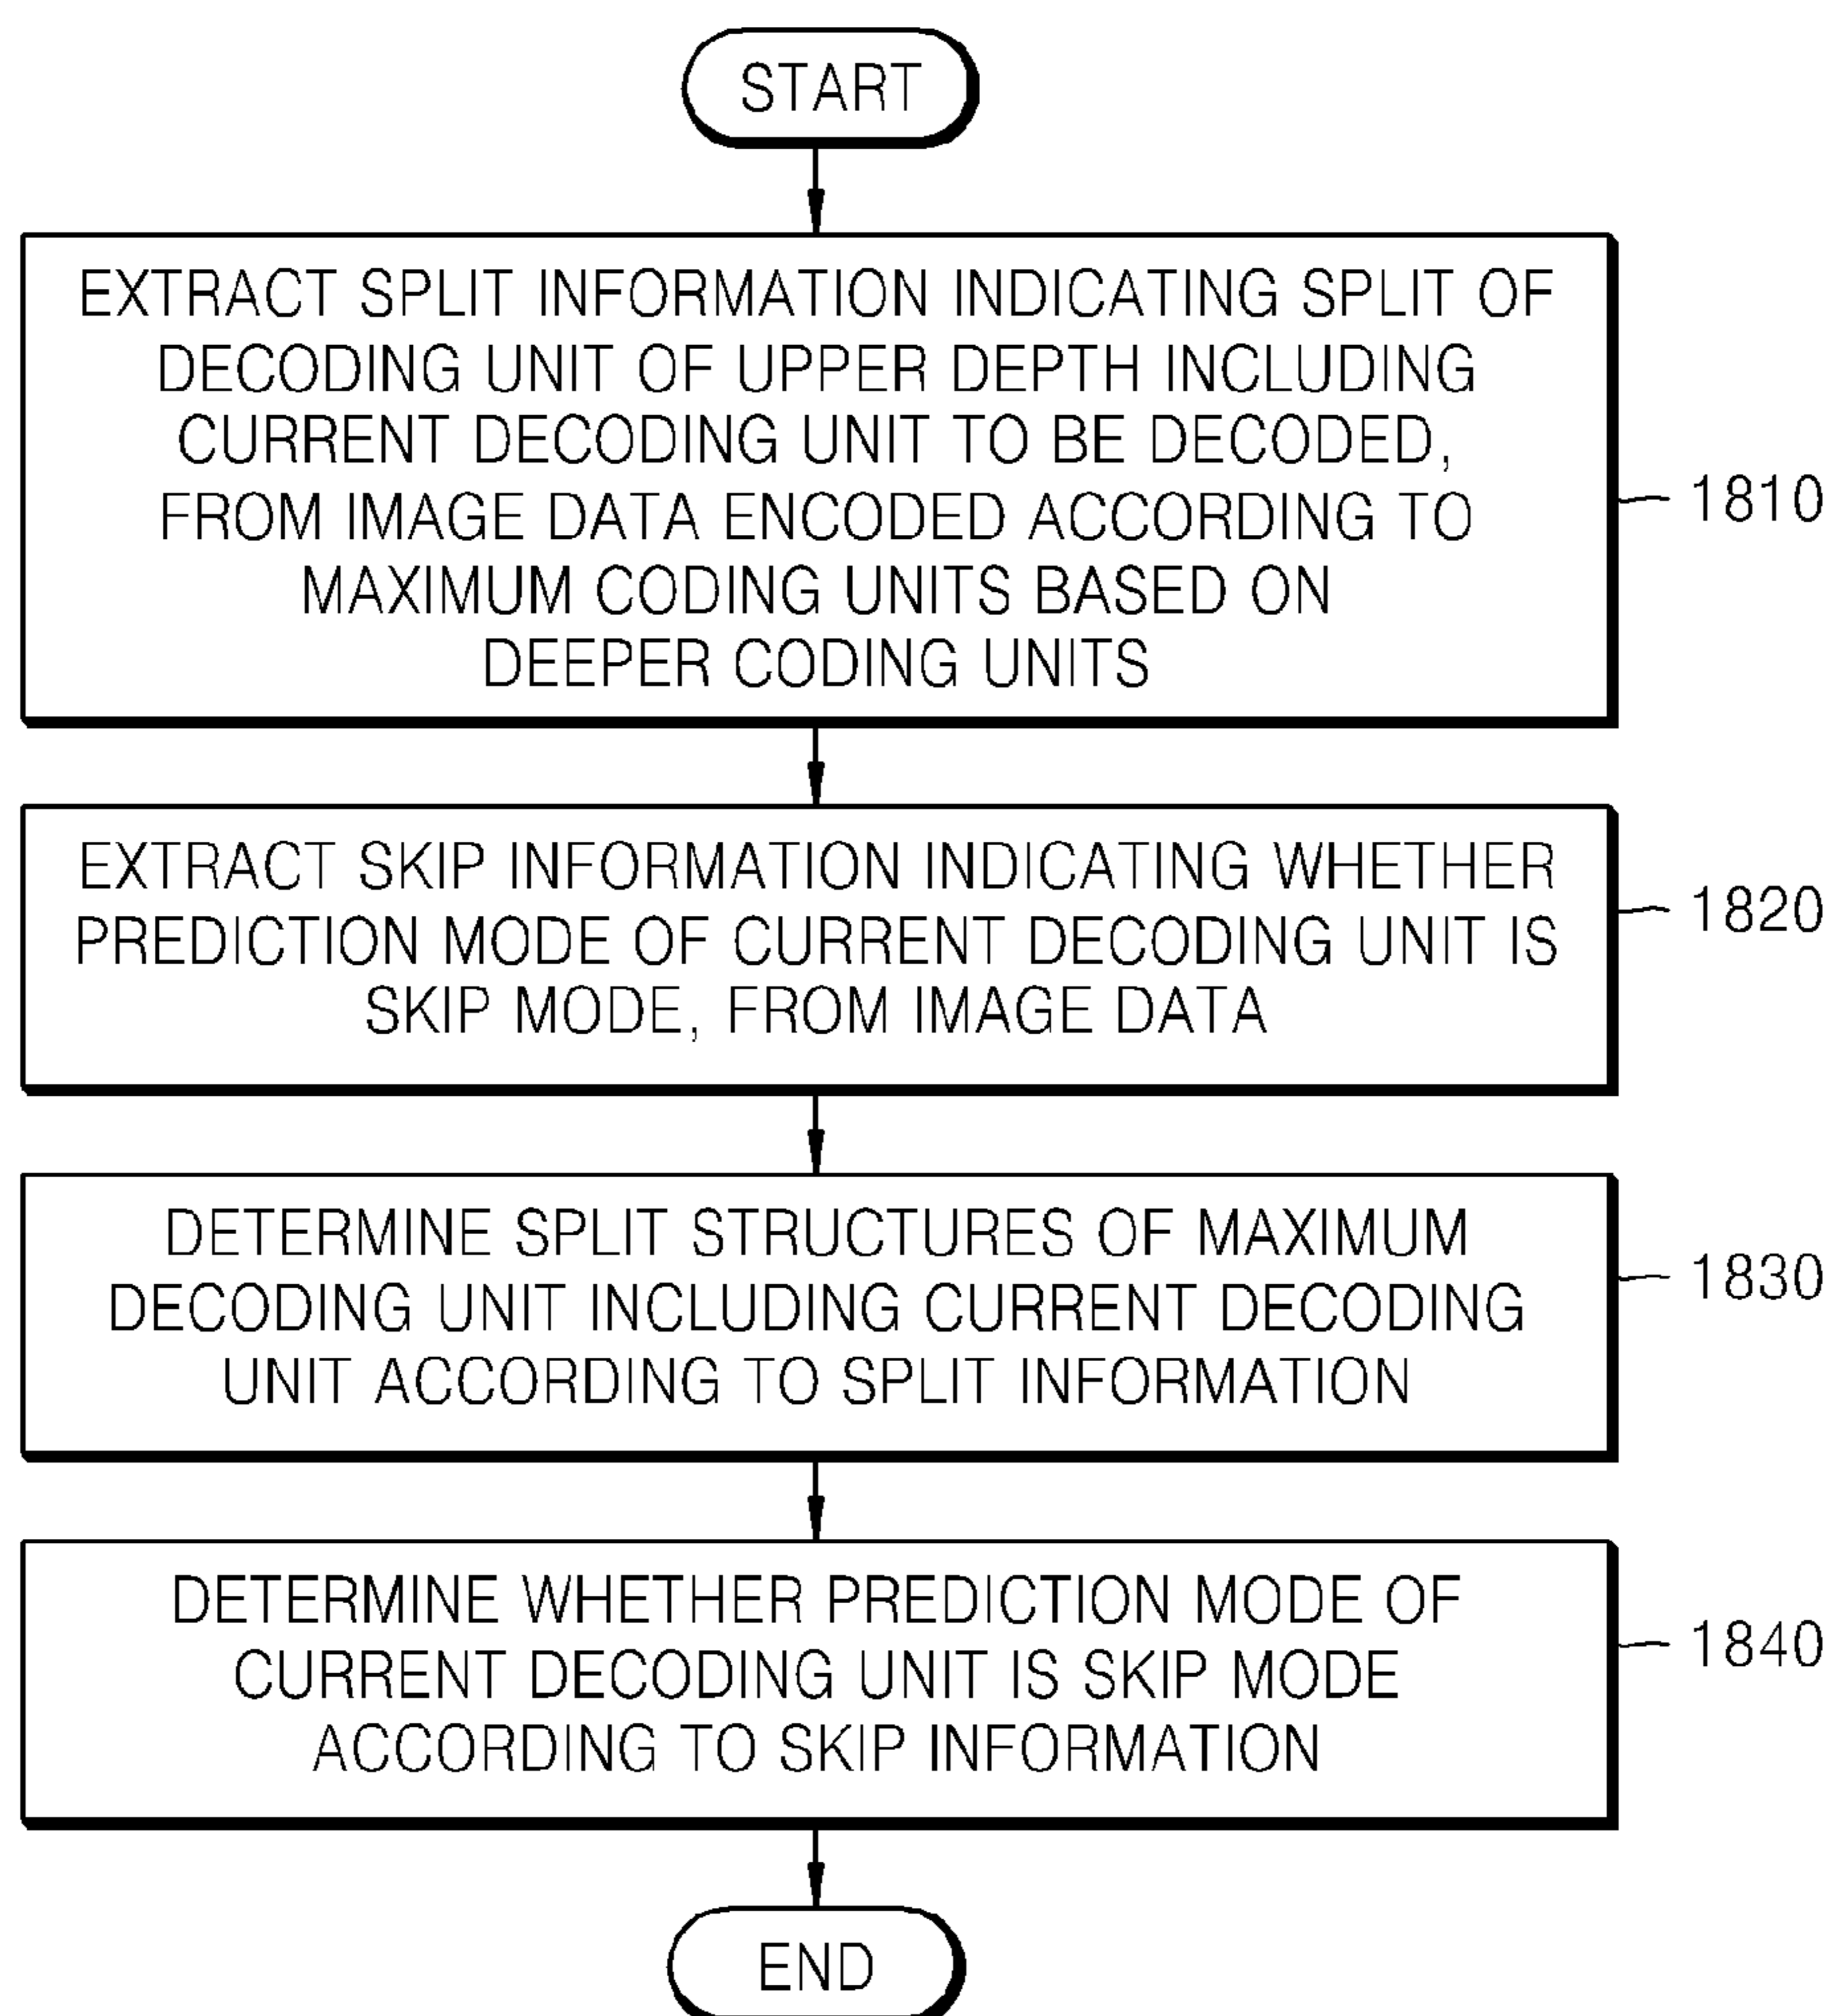 START
EXTRACT SPLIT INFORMATION INDICATING SPLIT OF
DECODING UNIT OF UPPER DEPTH INCLUDING
CURRENT DECODING UNIT TO BE DECODED,
FROM IMAGE DATA ENCODED ACCORDING TO
MAXIMUM CODING UNITS BASED ON
DEEPER CODING UNITS
1810
EXTRACT SKIP INFORMATION INDICATING WHETHER
PREDICTION MODE OF CURRENT DECODING UNIT IS
SKIP MODE, FROM IMAGE DATA
1820
DETERMINE SPLIT STRUCTURES OF MAXIMUM
DECODING UNIT INCLUDING CURRENT DECODING
UNIT ACCORDING TO SPLIT INFORMATION
1830
DETERMINE WHETHER PREDICTION MODE OF
CURRENT DECODING UNIT IS SKIP MODE
ACCORDING TO SKIP INFORMATION
1840
END